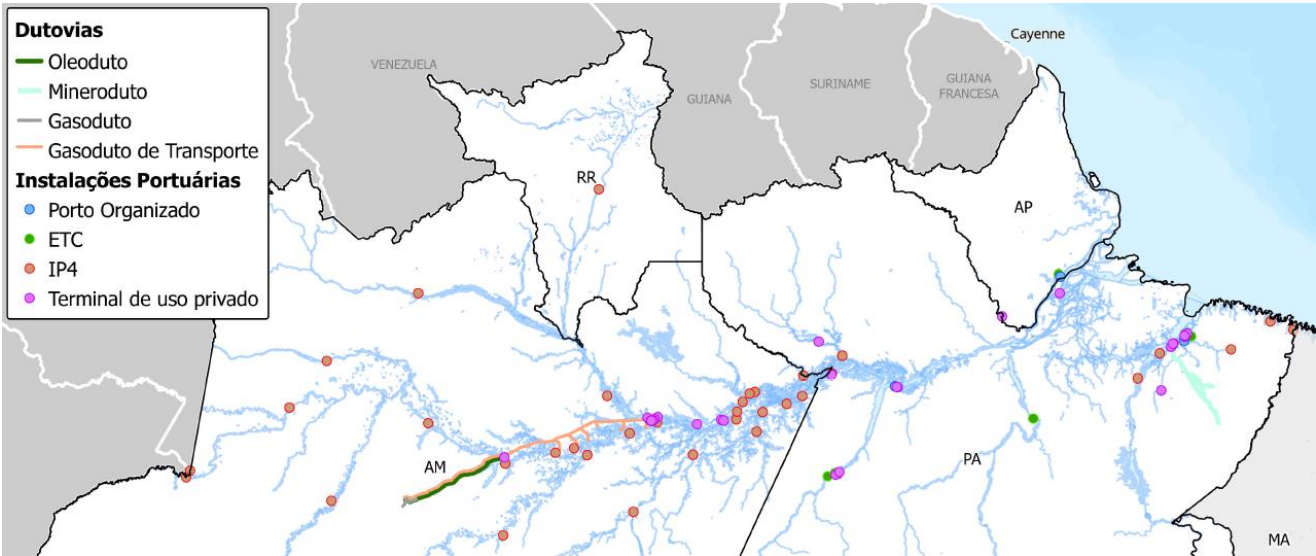 Dutovias
Oleoduto
Mineroduto
Gasoduto
Gasoduto de Transporte
Instalações Portuárias
Porto Organizado
ETC
IP4
Terminal de uso privado
VENEZUELA
GUIANA
SURINAME
GUIANA
FRANCESA
Cayenne
RR
AP
AM
PA
MA